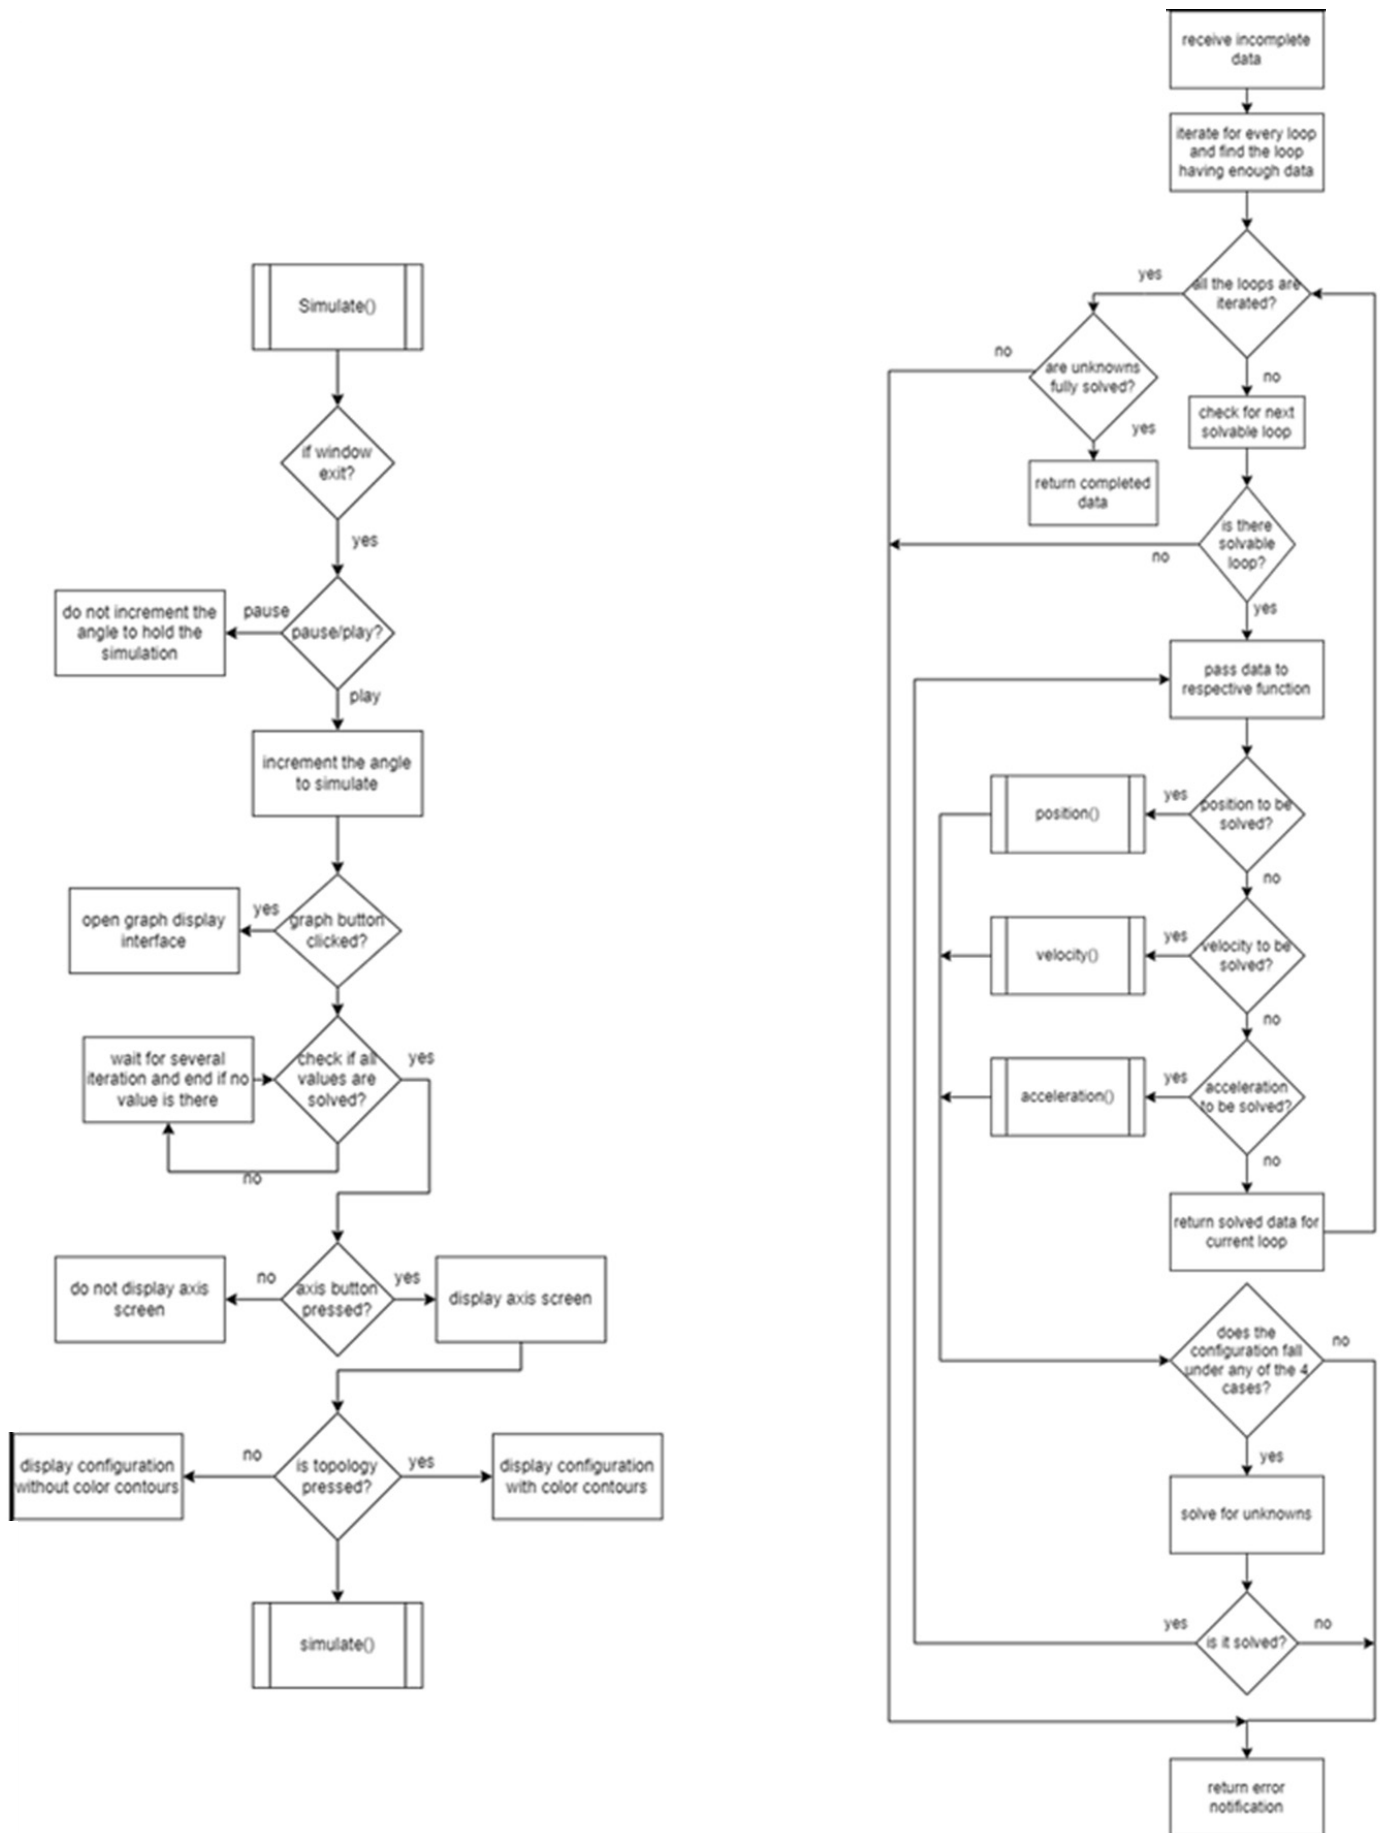 Simulate()
if window
exit?
yes
pause/play?
pause
do not increment the
angle to hold the
simulation
play
increment the angle
to simulate
graph button
clicked?
yes
open graph display
interface
check if all
values are
solved?
yes
wait for several
iteration and end if no
value is there
no
axis button
pressed?
no
do not display axis
screen
yes
display axis screen
is topology
pressed?
no
display configuration
without color contours
yes
display configuration
with color contours
simulate()
receive incomplete
data
iterate for every loop
and find the loop
having enough data
all the loops are
iterated?
yes
are unknowns
fully solved?
no
yes
return completed
data
no
check for next
solvable loop
is there
solvable
loop?
no
yes
pass data to
respective function
position to be
solved?
yes
position()
no
velocity to be
solved?
yes
velocity()
no
acceleration
to be solved?
yes
acceleration()
no
return solved data for
current loop
does the
configuration fall
under any of the 4
cases?
no
yes
solve for unknowns
is it solved?
yes
no
return error
notification